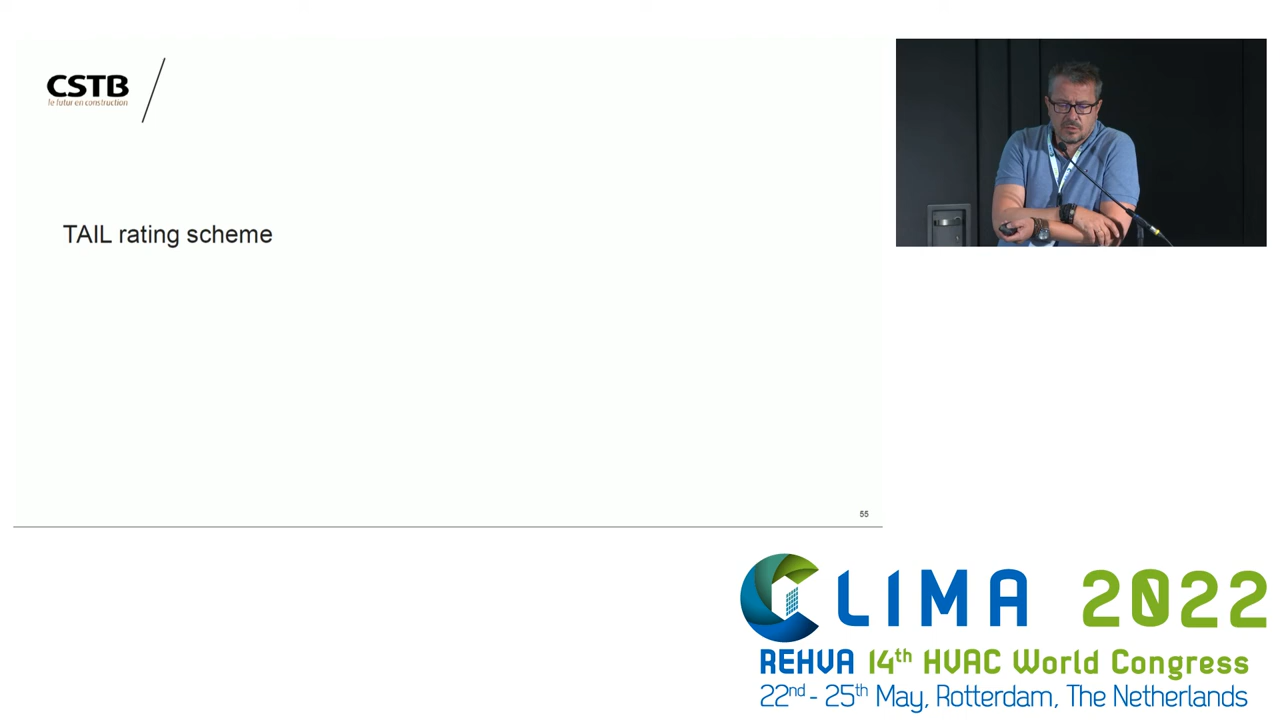 CSTB
le futur en construction
TAIL rating scheme
55
CLIMA 2022
REHVA 14th HVAC World Congress
22nd - 25th May, Rotterdam, The Netherlands